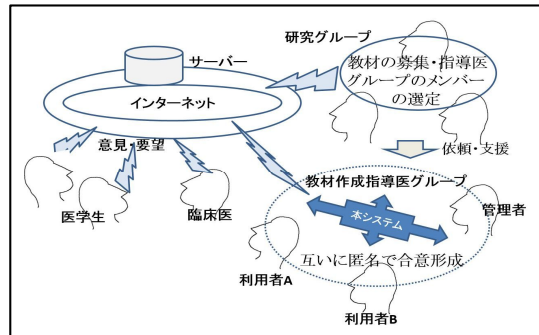 研究グループ
サーバー
教材の募集・指導医
グループのメンバー
の選定
インターネット
意見・要望
依頼・支援
医学生
臨床医
教材作成指導医グループ
管理者
本システム
互いに匿名で合意形成
利用者A
利用者B